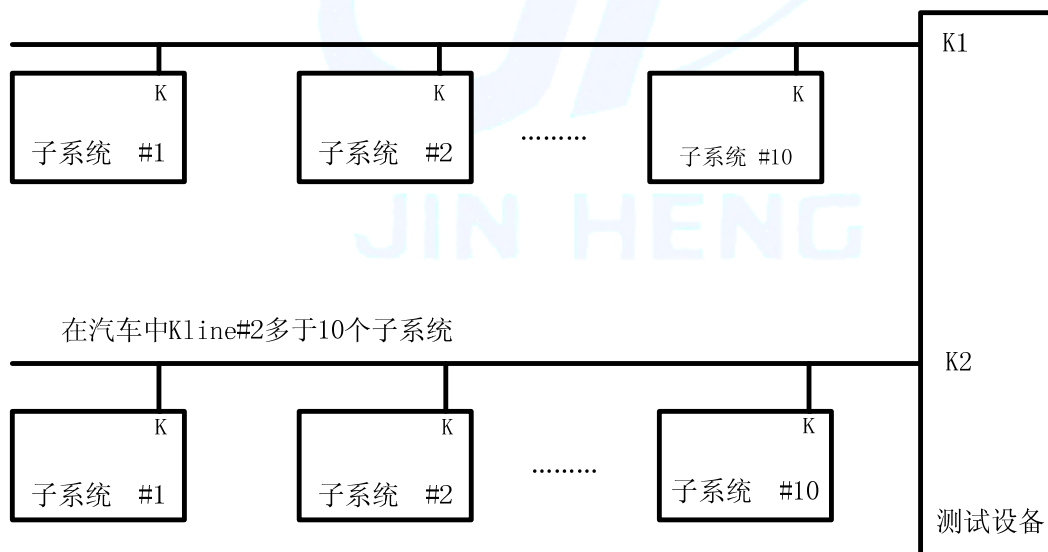 K1
K K K
子系统 #1 子系统 #2 ......... 子系统 #10
JIN HENG
在汽车中Kline#2多于10个子系统
K2
K K K
子系统 #1 子系统 #2 ......... 子系统 #10
测试设备